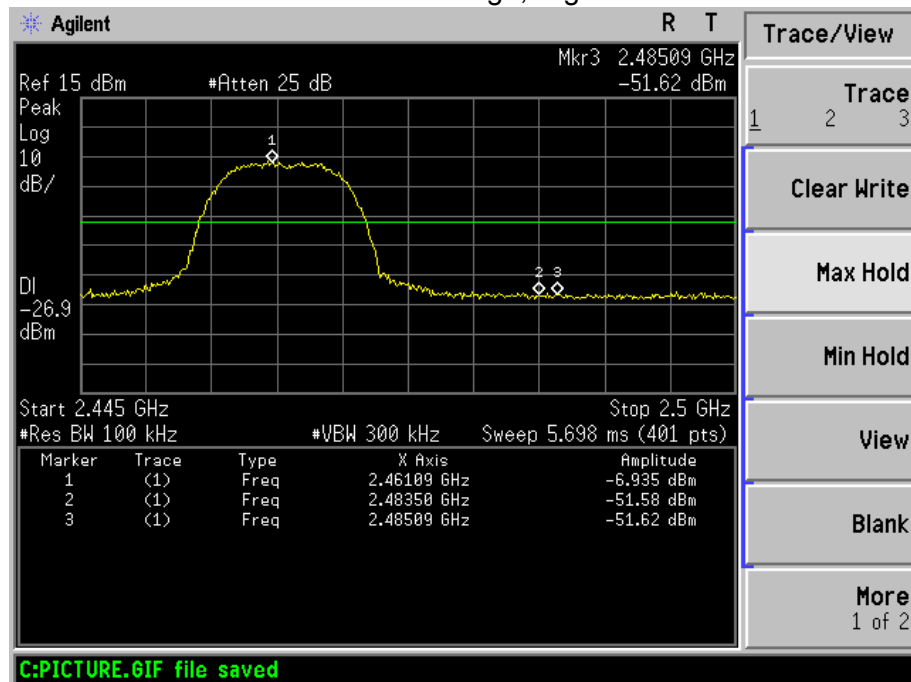 Agilent R T
Trace/View
Mkr3 2.48509 GHz
Ref 15 dBm #Atten 25 dB -51.62 dBm
Peak
Log
10
dB/
1
2 3
DI
-26.9
dBm
Start 2.445 GHz Stop 2.5 GHz
#Res BW 100 kHz #VBW 300 kHz Sweep 5.698 ms (401 pts)
Marker Trace Type X Axis Amplitude
1 (1) Freq 2.46109 GHz -6.935 dBm
2 (1) Freq 2.48350 GHz -51.58 dBm
3 (1) Freq 2.48509 GHz -51.62 dBm
Trace
1 2 3
Clear Write
Max Hold
Min Hold
View
Blank
More
1 of 2
C:PICTURE.GIF file saved